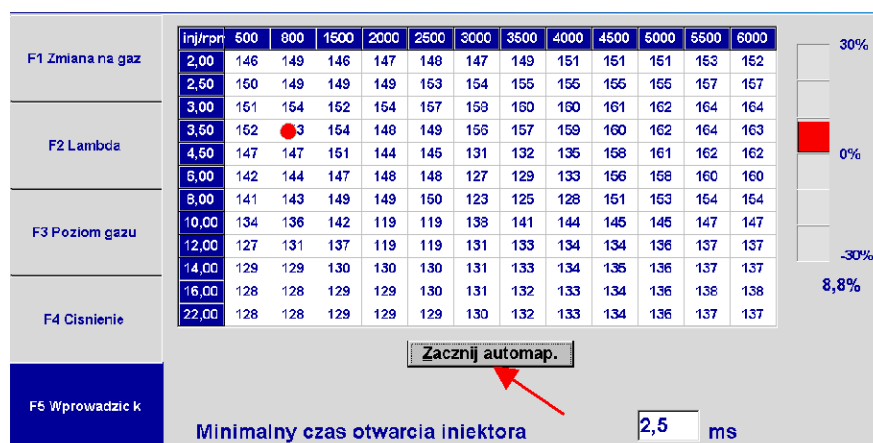 inj/rpm 500 800 1500 2000 2500 3000 3500 4000 4500 5000 5500 6000
2,00 146 149 146 147 148 147 149 151 151 151 153 152
2,50 150 149 149 149 153 154 155 155 155 155 157 157
3,00 151 154 152 154 157 158 160 160 161 162 164 164
3,50 152 3 154 148 149 156 157 159 160 162 164 163
4,50 147 147 151 144 145 131 132 135 158 161 162 162
6,00 142 144 147 148 148 127 129 133 156 158 160 160
8,00 141 143 149 149 150 123 125 128 151 153 154 154
10,00 134 136 142 119 119 138 141 144 145 145 147 147
12,00 127 131 137 119 119 131 133 134 134 136 137 137
14,00 129 129 130 130 130 131 133 134 135 136 137 137
16,00 128 128 129 129 130 131 132 133 134 136 138 138
22,00 128 128 129 129 129 130 132 133 134 136 137 137
F1 Zmiana na gaz
F2 Lambda
F3 Poziom gazu
F4 Cisnienie
F5 Wprowadzic k
30%
0%
-30%
8,8%
Zacznij automap.
Minimalny czas otwarcia iniektora 2,5 ms